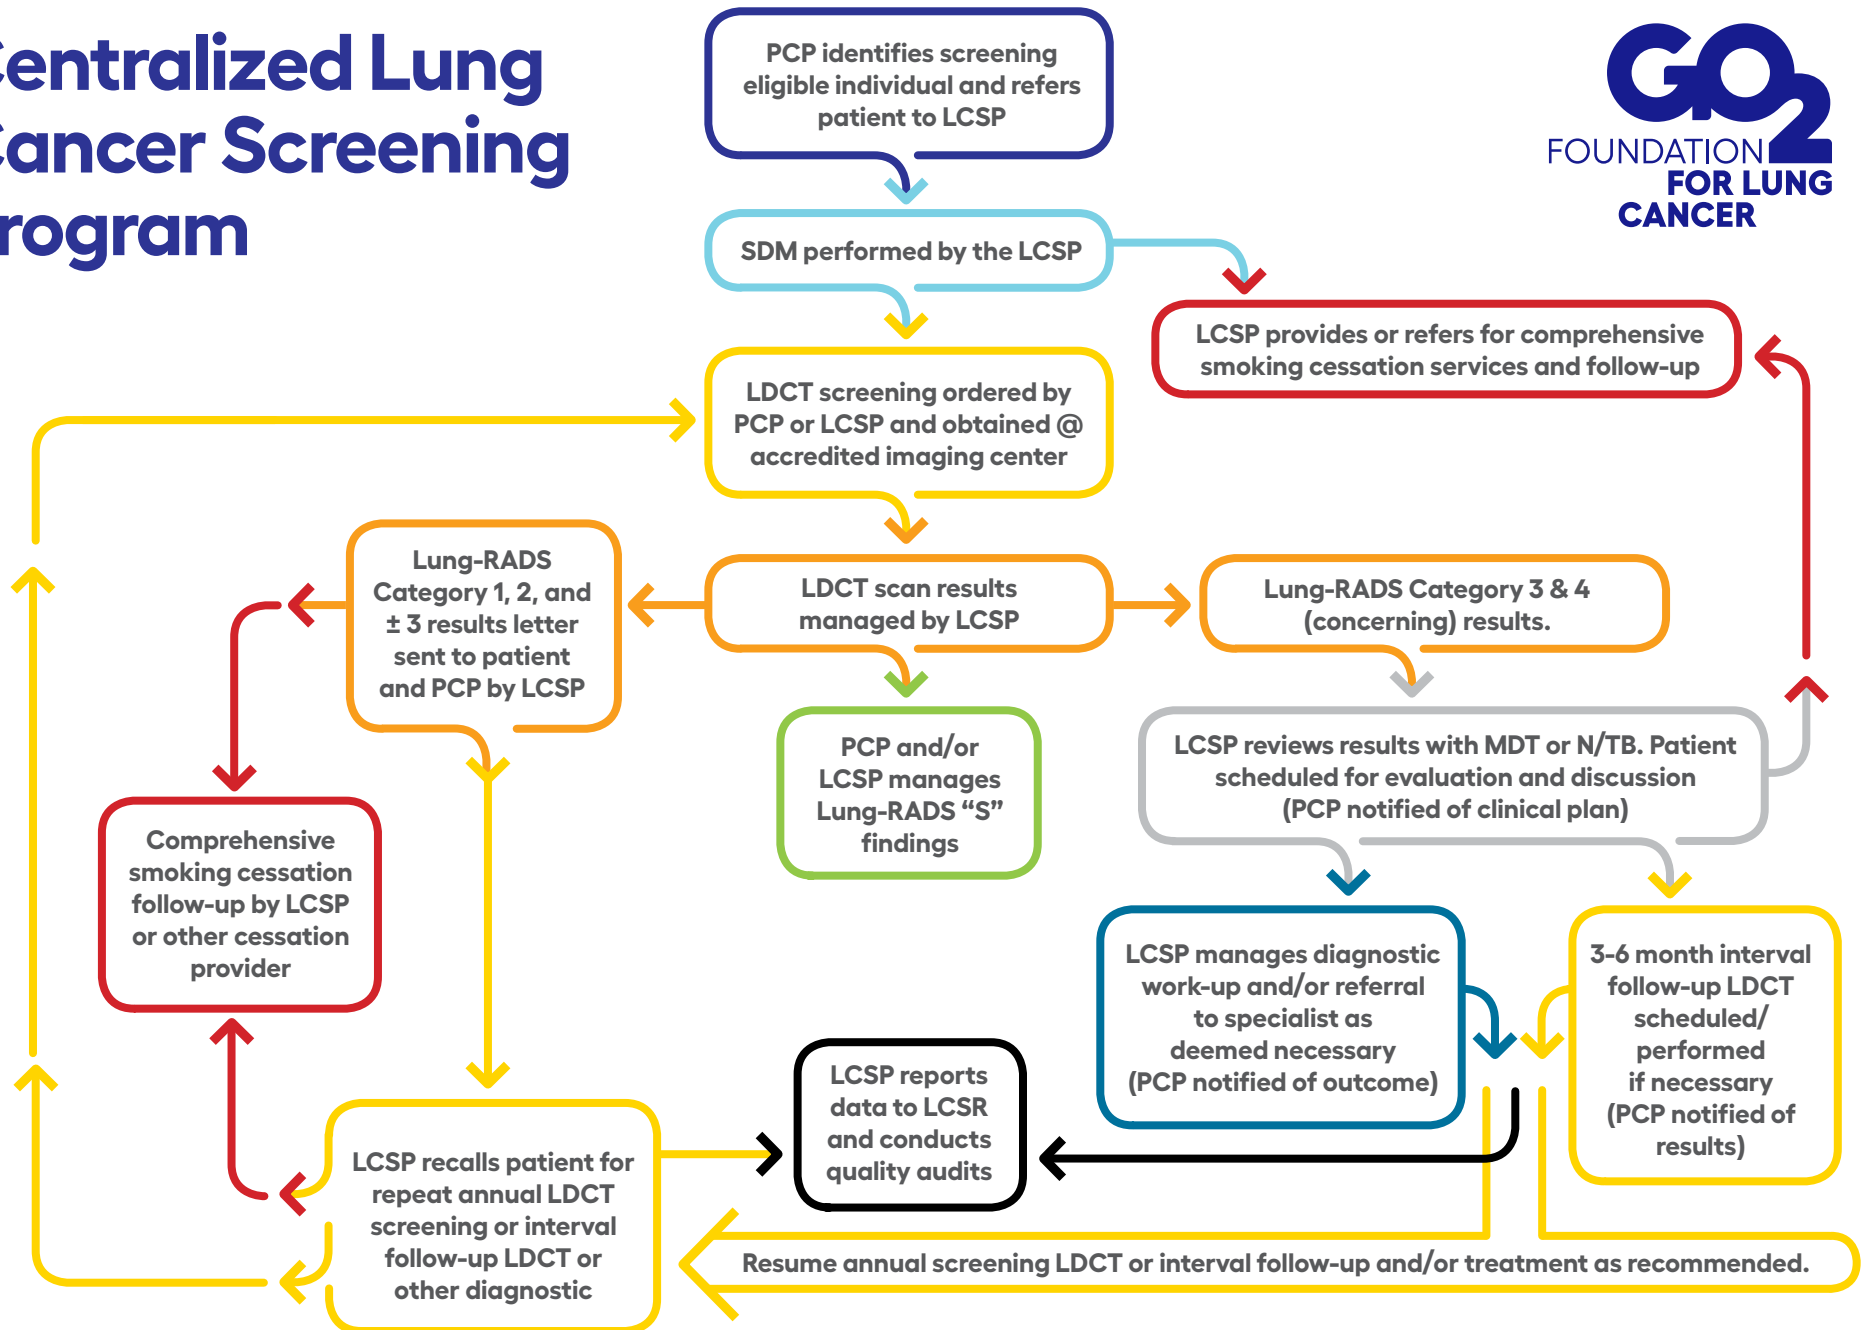 entralized Lung
Cancer Screening
rogram
PCP identifies screening
eligible individual and refers
patient to LCSP
GO2
FOUNDATION
FOR LUNG
CANCER
SDM performed by the LCSP
LCSP provides or refers for comprehensive
smoking cessation services and follow-up
LDCT screening ordered by
PCP or LCSP and obtained @
accredited imaging center
Lung-RADS
Category 1, 2, and
± 3 results letter
sent to patient
and PCP by LCSP
LDCT scan results
managed by LCSP
Lung-RADS Category 3 & 4
(concerning) results.
PCP and/or
LCSP manages
Lung-RADS “S”
findings
LCSP reviews results with MDT or N/TB. Patient
scheduled for evaluation and discussion
(PCP notified of clinical plan)
Comprehensive
smoking cessation
follow-up by LCSP
or other cessation
provider
LCSP manages diagnostic
work-up and/or referral
to specialist as
deemed necessary
(PCP notified of outcome)
3-6 month interval
follow-up LDCT
scheduled/
performed
if necessary
(PCP notified of
results)
LCSP reports
data to LCSR
and conducts
quality audits
LCSP recalls patient for
repeat annual LDCT
screening or interval
follow-up LDCT or
other diagnostic
Resume annual screening LDCT or interval follow-up and/or treatment as recommended.